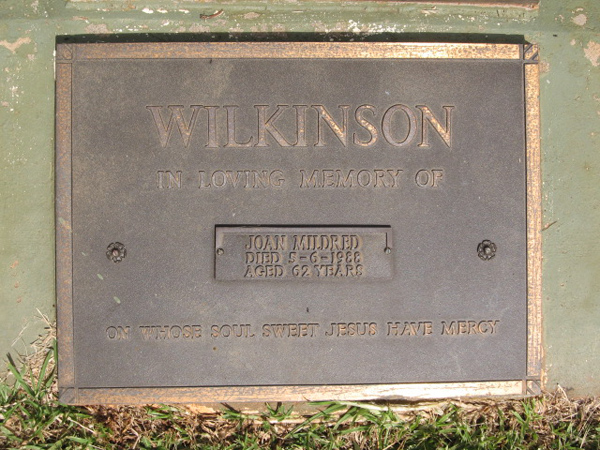 WILKINSON
IN LOVING MEMORY OF
JOAN MILDRED
DIED 5-6-1988
AGED 62 YEARS
ON WHOSE SOUL SWEET JESUS HAVE MERCY